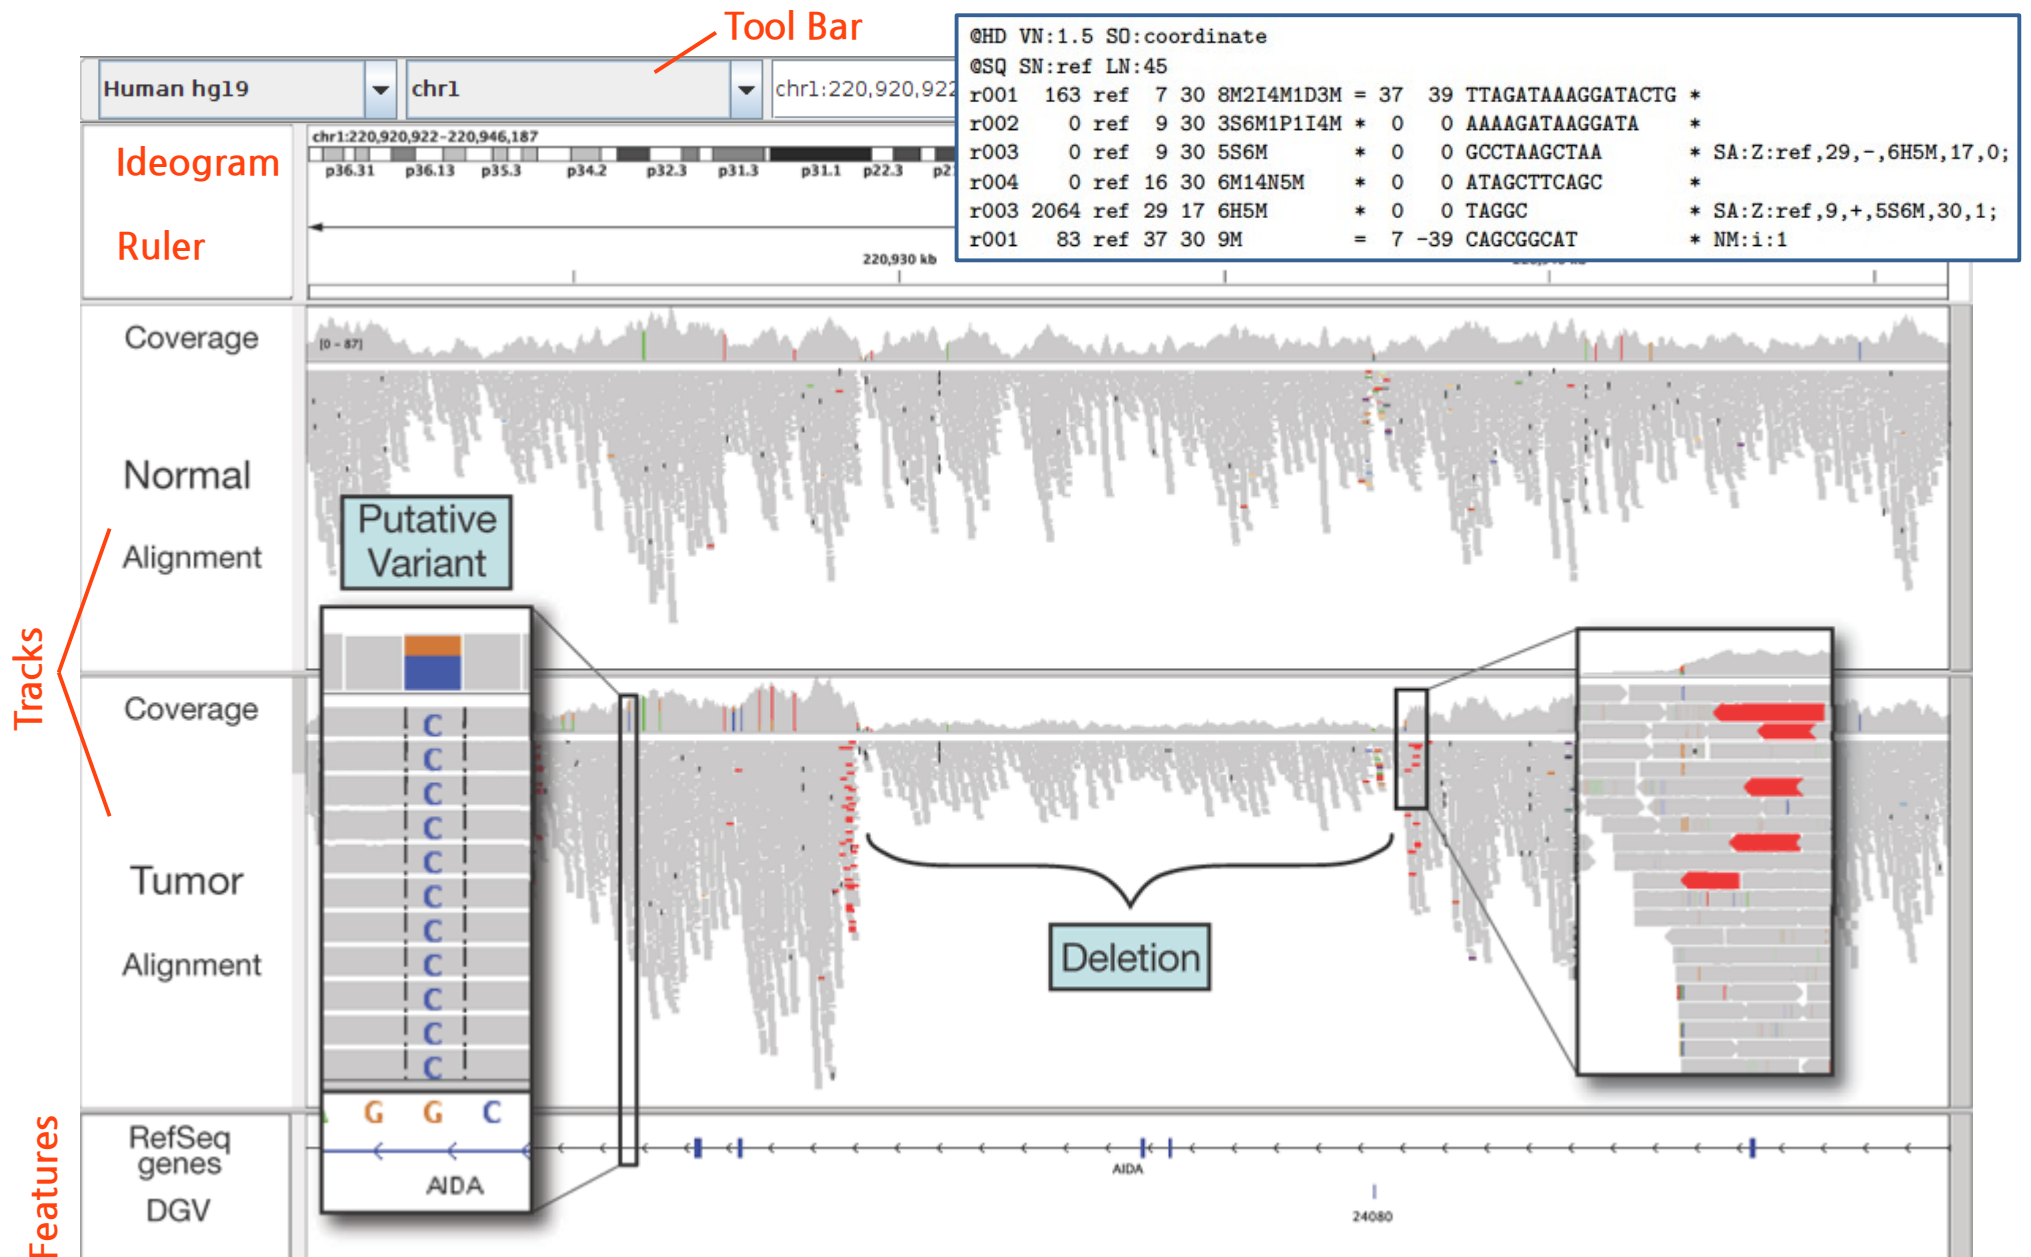 Tool Bar
Human hg19
chr1
chr1:220,920,922
@HD VN:1.5 SO:coordinate
@SQ SN:ref LN:45
r001 163 ref 7 30 8M2I4M1D3M = 37 39 TTAGATAAAGGATACTG *
r002 0 ref 9 30 3S6M1P1I4M * 0 0 AAAAGATAAGGATA *
r003 0 ref 9 30 5S6M * 0 0 GCCTAAGCTAA * SA:Z:ref,29,-,6H5M,17,0;
r004 0 ref 16 30 6M14N5M * 0 0 ATAGCTTCAGC *
r003 2064 ref 29 17 6H5M * 0 0 TAGGC * SA:Z:ref,9,+,5S6M,30,1;
r001 83 ref 37 30 9M = 7 -39 CAGCGGCAT * NM:i:1
chr1:220,920,922-220,946,187
Ideogram
p36.31 p36.13 p35.3 p34.2 p32.3 p31.3 p31.1 p22.3
Ruler
220,930 kb
Coverage
[0 - 87]
Normal
Alignment
Putative
Variant
Tracks
Coverage
Tumor
Alignment
C
C
C
C
C
C
C
C
C
C
C
G G C
AIDA
Deletion
Features
RefSeq
genes
AIDA
DGV
24080